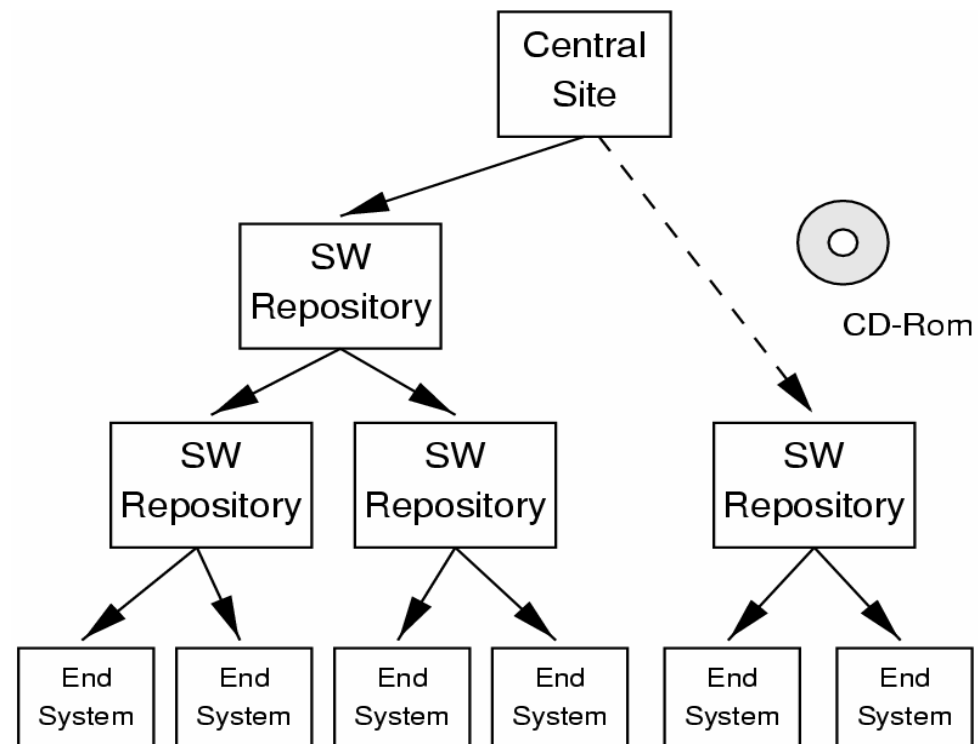 Central
Site
SW
Repository
CD-Rom
SW
Repository
SW
Repository
SW
Repository
End
System
End
System
End
System
End
System
End
System
End
System